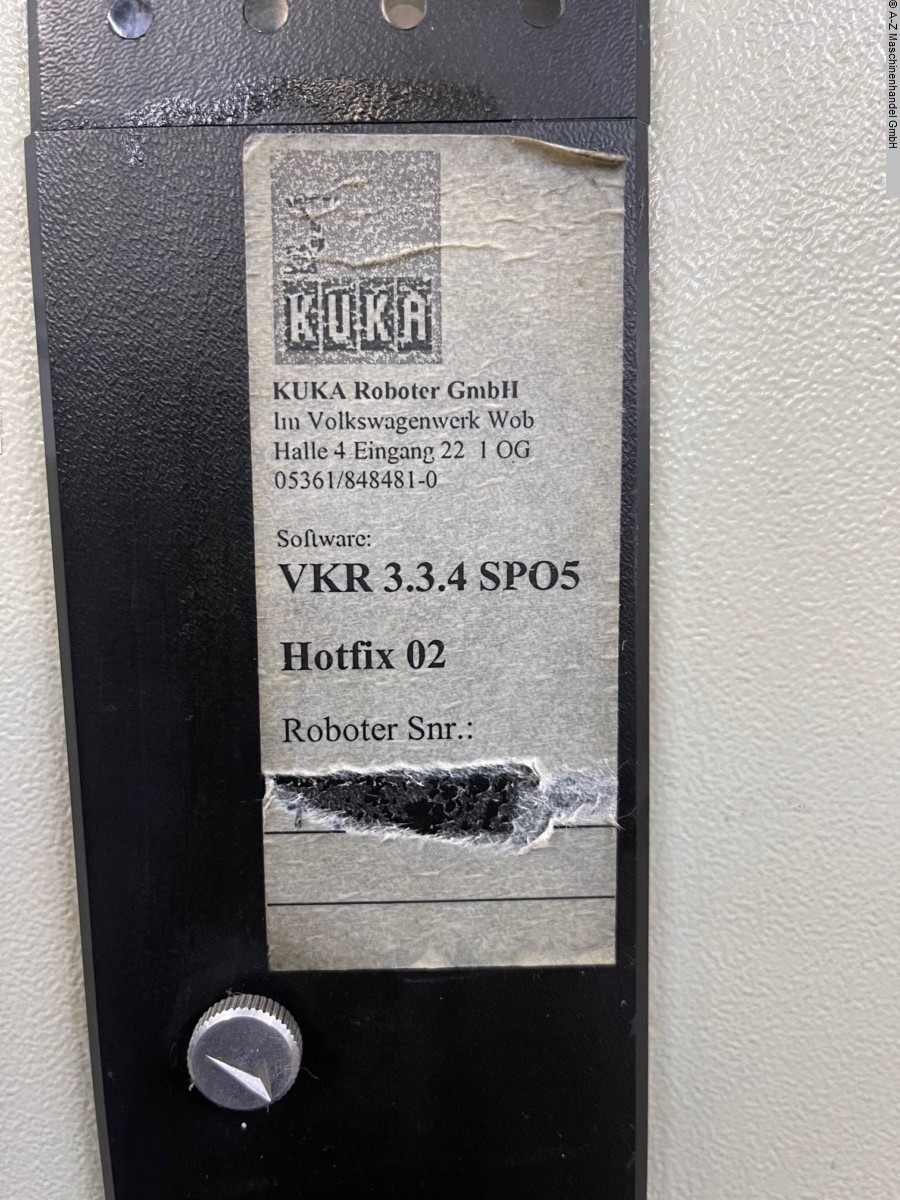 KUKA
KUKA Roboter GmbH
Im Volkswagenwerk Wob
Halle 4 Eingang 22 1 OG
05361/848481-0
Software:
VKR 3.3.4 SPO5
Hotfix 02
Roboter Snr.:
© A-Z Maschinenhandel GmbH